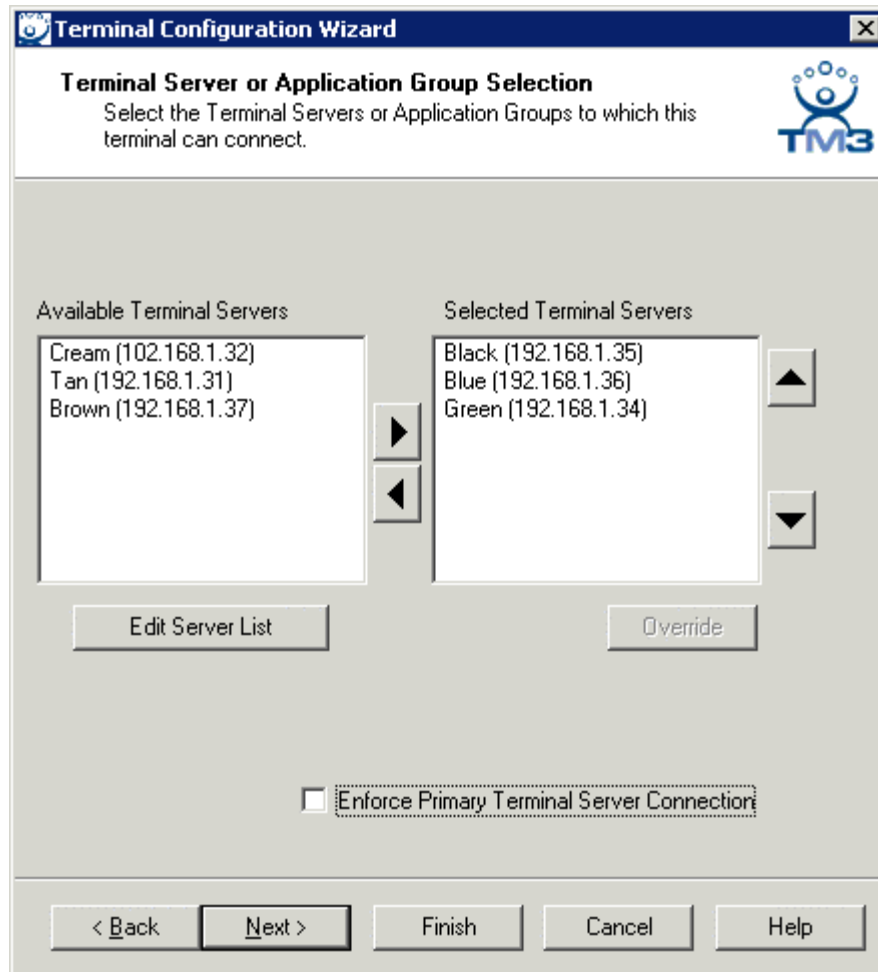 Terminal Configuration Wizard
Terminal Server or Application Group Selection
Select the Terminal Servers or Application Groups to which this
terminal can connect.
TM3
Available Terminal Servers
Selected Terminal Servers
Cream (102.168.1.32)
Tan (192.168.1.31)
Brown (192.168.1.37)
Black (192.168.1.35)
Blue (192.168.1.36)
Green (192.168.1.34)
Edit Server List
Override
Enforce Primary Terminal Server Connection
< Back
Next >
Finish
Cancel
Help